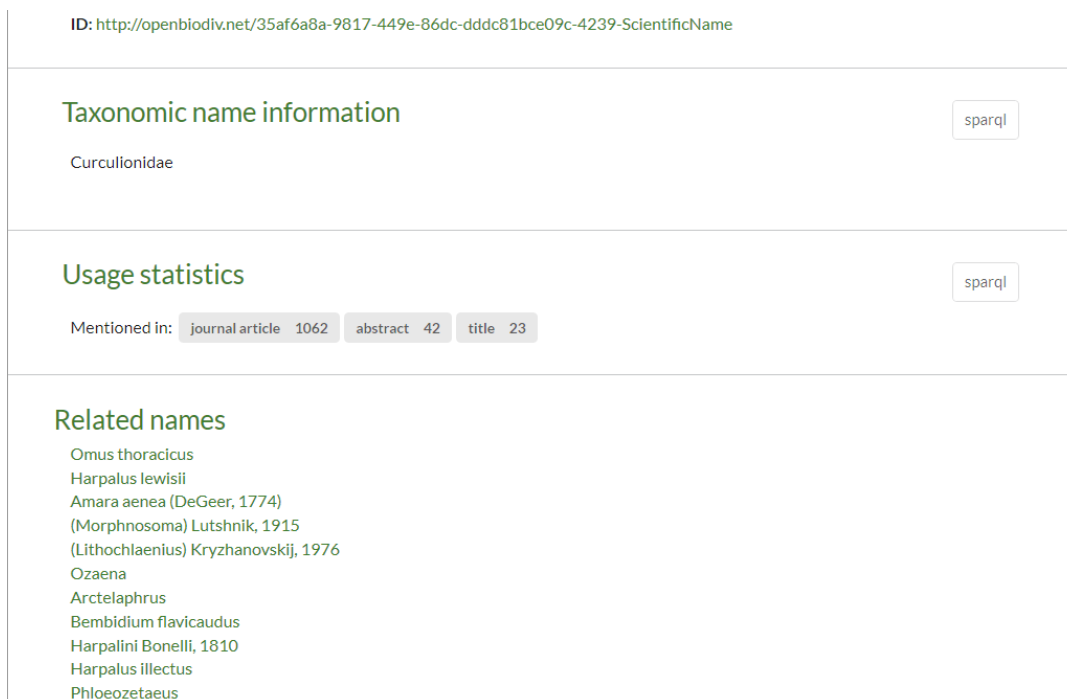 ID: http://openbiodiv.net/35af6a8a-9817-449e-86dc-dddc81bce09c-4239-ScientificName
Taxonomic name information
sparql
Curculionidae
Usage statistics
sparql
Mentioned in: journal article 1062 abstract 42 title 23
Related names
Omus thoracicus
Harpalus lewisii
Amara aenea (DeGeer, 1774)
(Morphnosoma) Lutshnik, 1915
(Lithochlaenius) Kryzhanovskij, 1976
Ozaena
Arctelaphrus
Bembidium flavicaudus
Harpalini Bonelli, 1810
Harpalus illectus
Phloeozetaeus